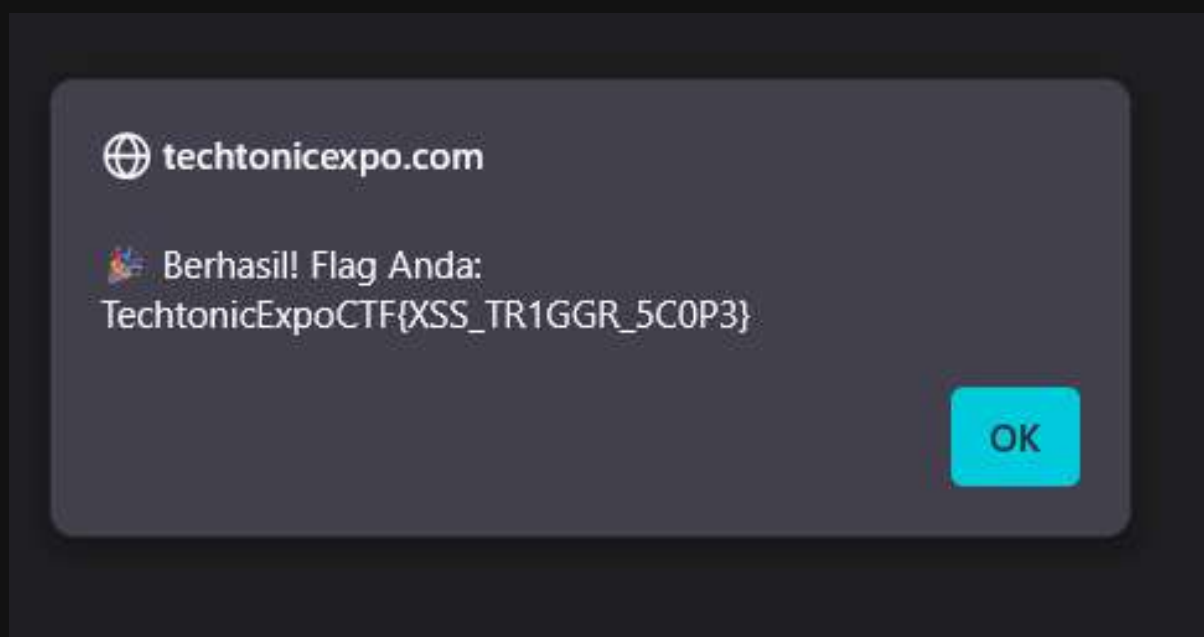 techtonicexpo.com
🎉 Berhasil! Flag Anda:
TechtonicExpoCTF{XSS_TR1GGR_5C0P3}
OK